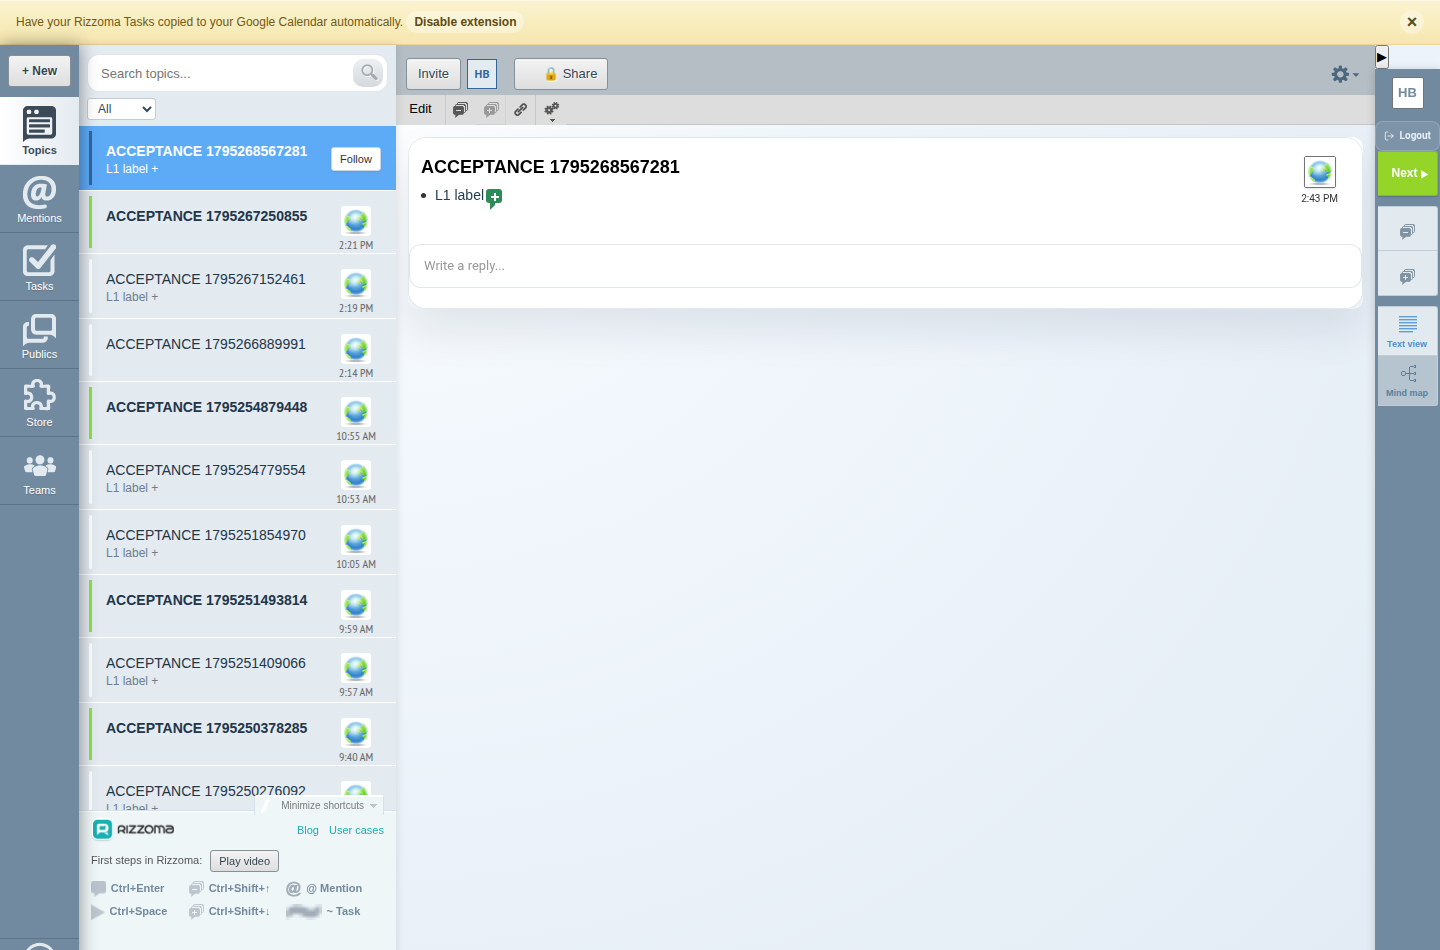 Have your Rizzoma Tasks copied to your Google Calendar automatically. Disable extension
+ New
Topics
Mentions
Tasks
Publics
Store
Teams
Search topics...
All
ACCEPTANCE 1795268567281
L1 label +
Follow
ACCEPTANCE 1795267250855
2:21 PM
ACCEPTANCE 1795267152461
L1 label +
2:19 PM
ACCEPTANCE 1795266889991
2:14 PM
ACCEPTANCE 1795254879448
10:55 AM
ACCEPTANCE 1795254779554
L1 label +
10:53 AM
ACCEPTANCE 1795251854970
L1 label +
10:05 AM
ACCEPTANCE 1795251493814
9:59 AM
ACCEPTANCE 1795251409066
L1 label +
9:57 AM
ACCEPTANCE 1795250378285
9:40 AM
ACCEPTANCE 1795250276092
L1 label +
Minimize shortcuts
RIZZOMA
Blog User cases
First steps in Rizzoma: Play video
Ctrl+Enter Ctrl+Shift+↑ @ Mention
Ctrl+Space Ctrl+Shift+↓ ~ Task
Invite HB Share
Edit
ACCEPTANCE 1795268567281
L1 label
2:43 PM
Write a reply...
HB
Logout
Next
Text view
Mind map